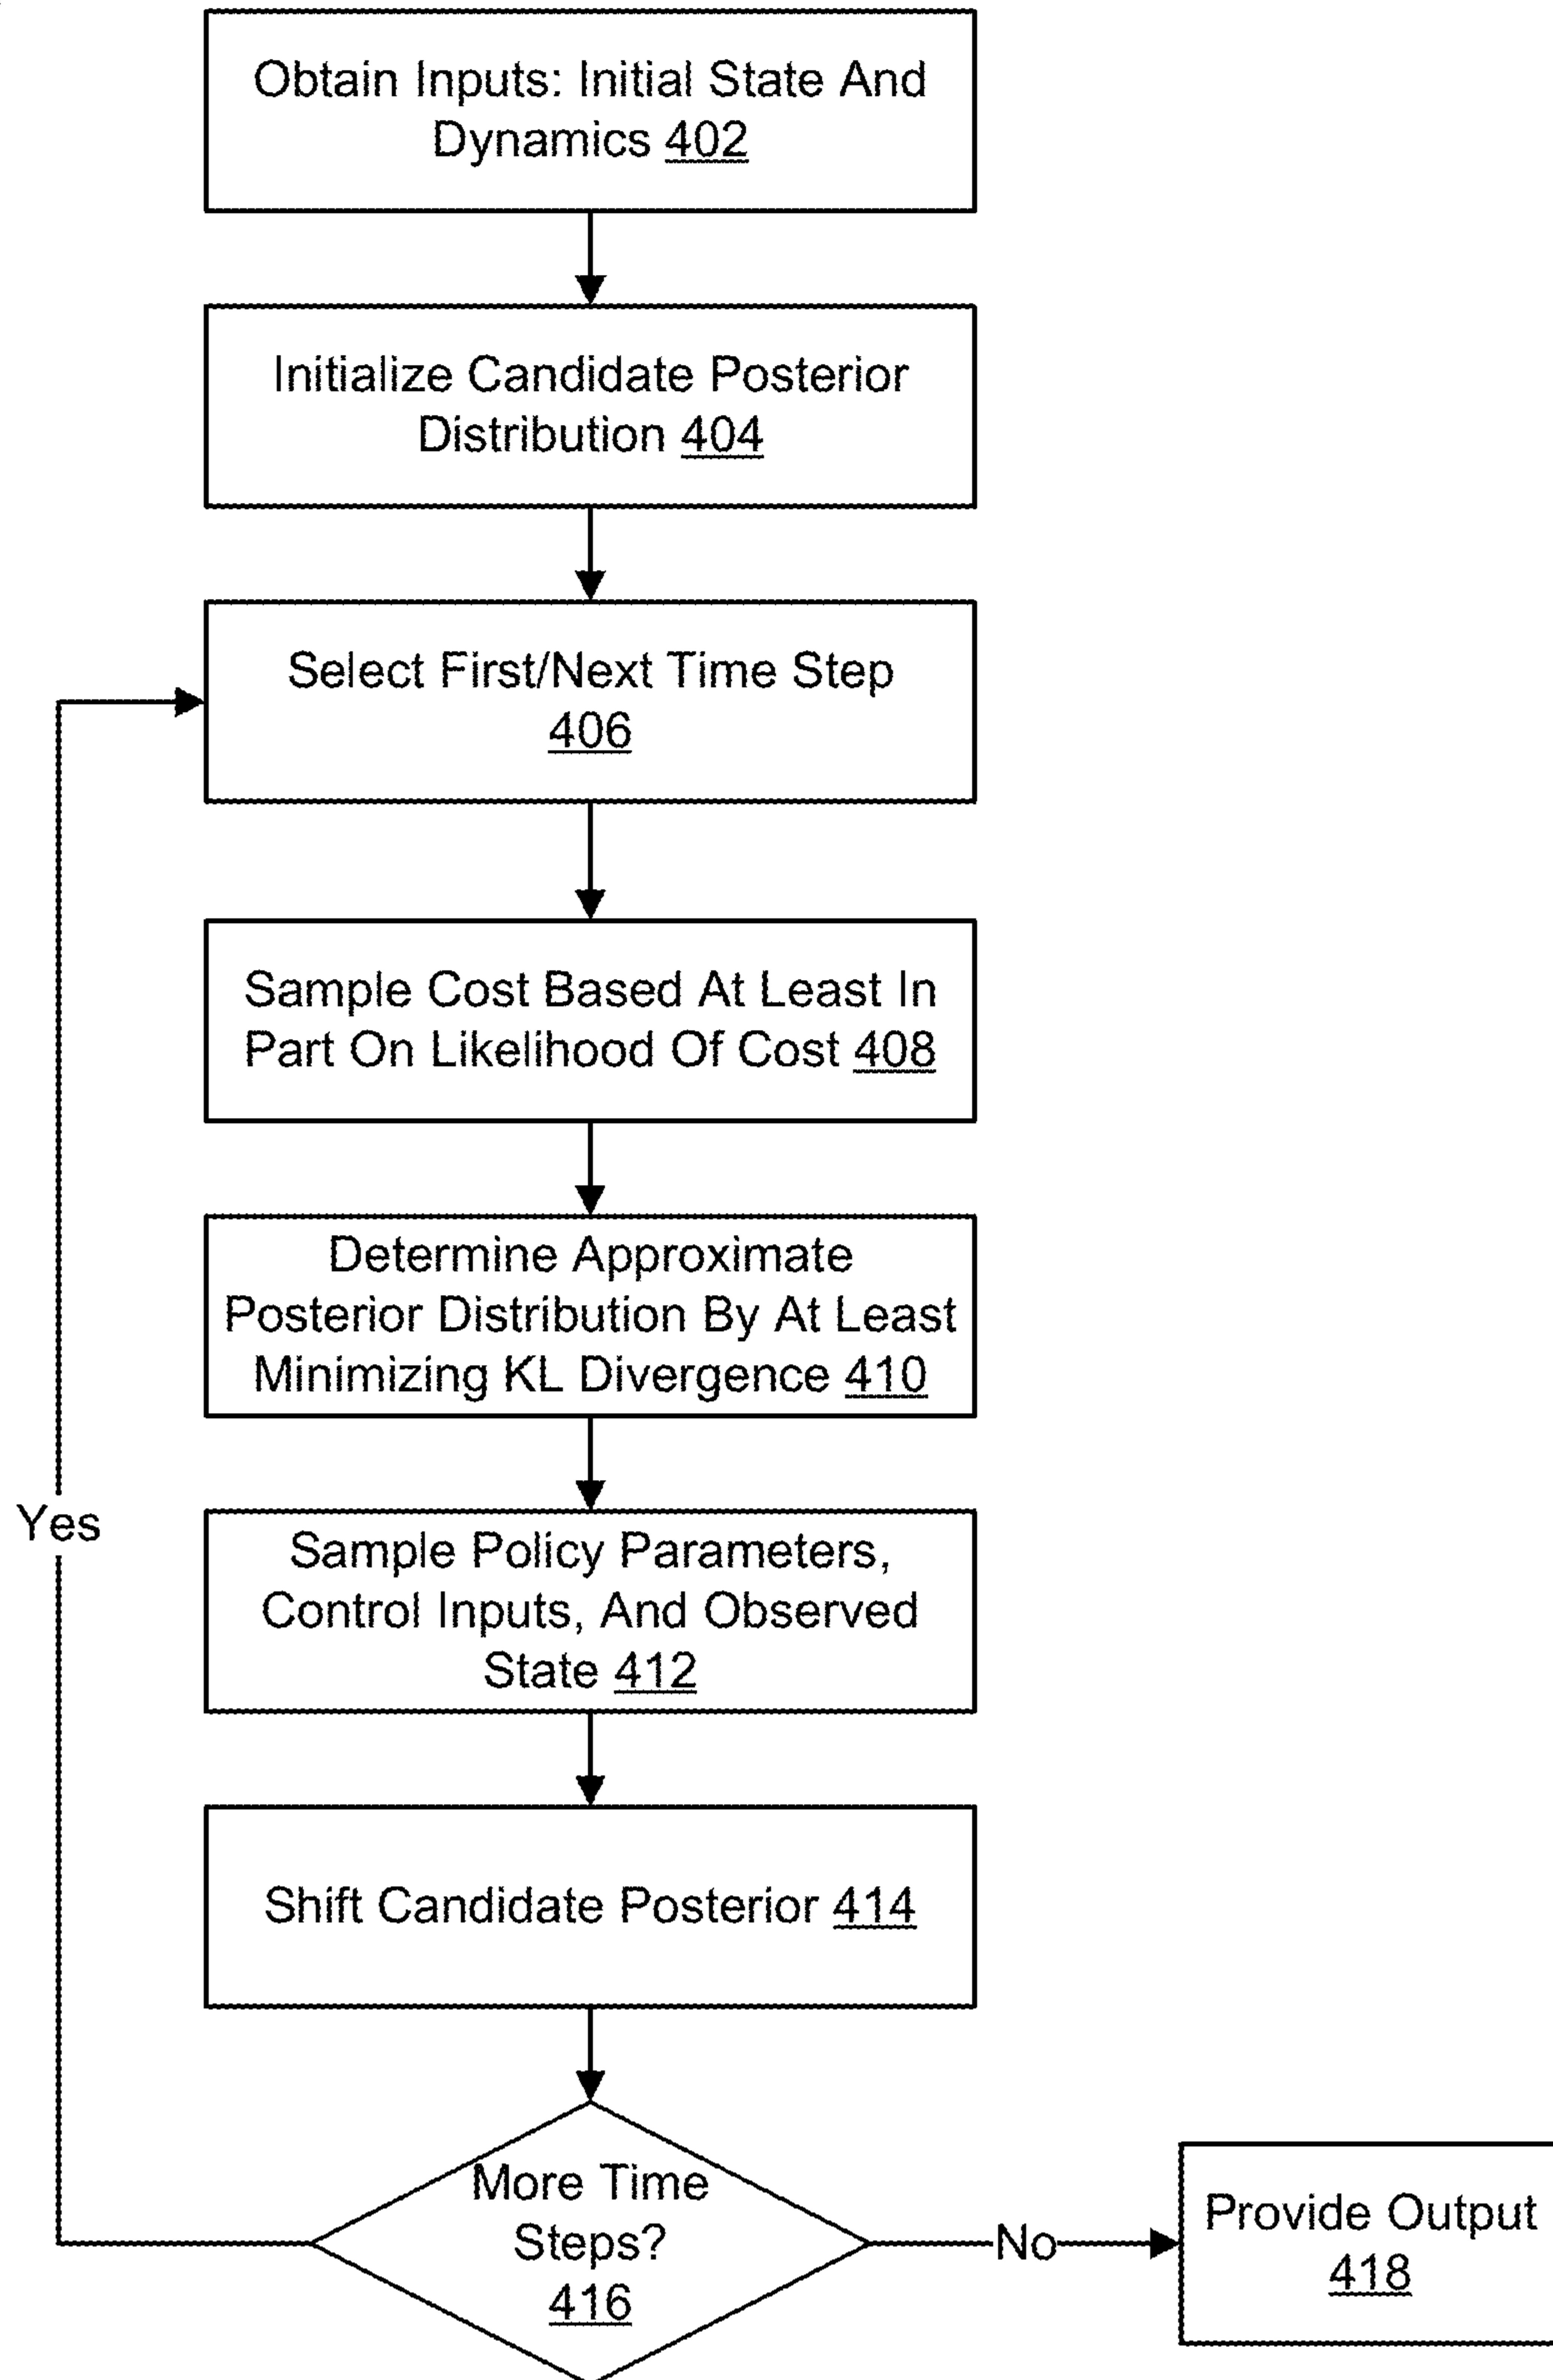 Obtain Inputs: Initial State And
Dynamics 402
Initialize Candidate Posterior
Distribution 404
Select First/Next Time Step
406
Sample Cost Based At Least In
Part On Likelihood Of Cost 408
Determine Approximate
Posterior Distribution By At Least
Minimizing KL Divergence 410
Yes
Sample Policy Parameters,
Control Inputs, And Observed
State 412
Shift Candidate Posterior 414
More Time
Steps?
416
No
Provide Output
418